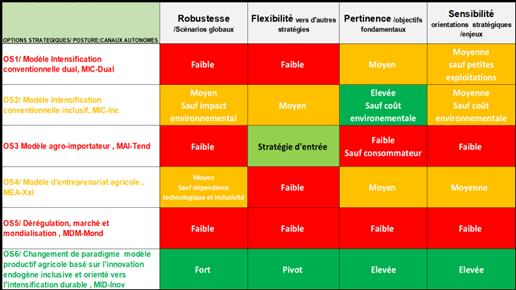 OPTIONS STRATEGIQUES/ POSTURE:CANAUX AUTONOMES
Robustesse
/Scénarios globaux
Flexibilité vers d'autres
stratégies
Pertinence /objectifs
fondamentaux
Sensibilité
orientations stratégiques
/enjeux
OS1/ Modèle Intensification
conventionnelle dual, MIC-Dual
Faible
Faible
Moyen
Moyenne
sauf petites
exploitations
OS2/ Modèle Intensification
conventionnelle inclusif, MIC-Inc
Moyen
Sauf impact
environnemental
Moyen
Elevée
Sauf coût
environementale
Moyenne
Sauf coût
environementale
OS3 Modèle agro-importateur , MAI-Tend
Faible
Stratégie d'entrée
Faible
Sauf consommateur
Faible
OS4/ Modèle d'entreprenariat agricole ,
MEA-Xxl
Moyen
Sauf dépendance
technologique et inclusivité
Faible
Moyen
Moyenne
OS5/ Dérégulation, marché et
mondialisation , MDM-Mond
Faible
Faible
Faible
Faible
OS6/ Changement de paradigme modèle
productif agricole basé sur l'innovation
endogène inclusive et orienté vers
l'intensification durable , MID-Inov
Fort
Pivot
Elevée
Elevée